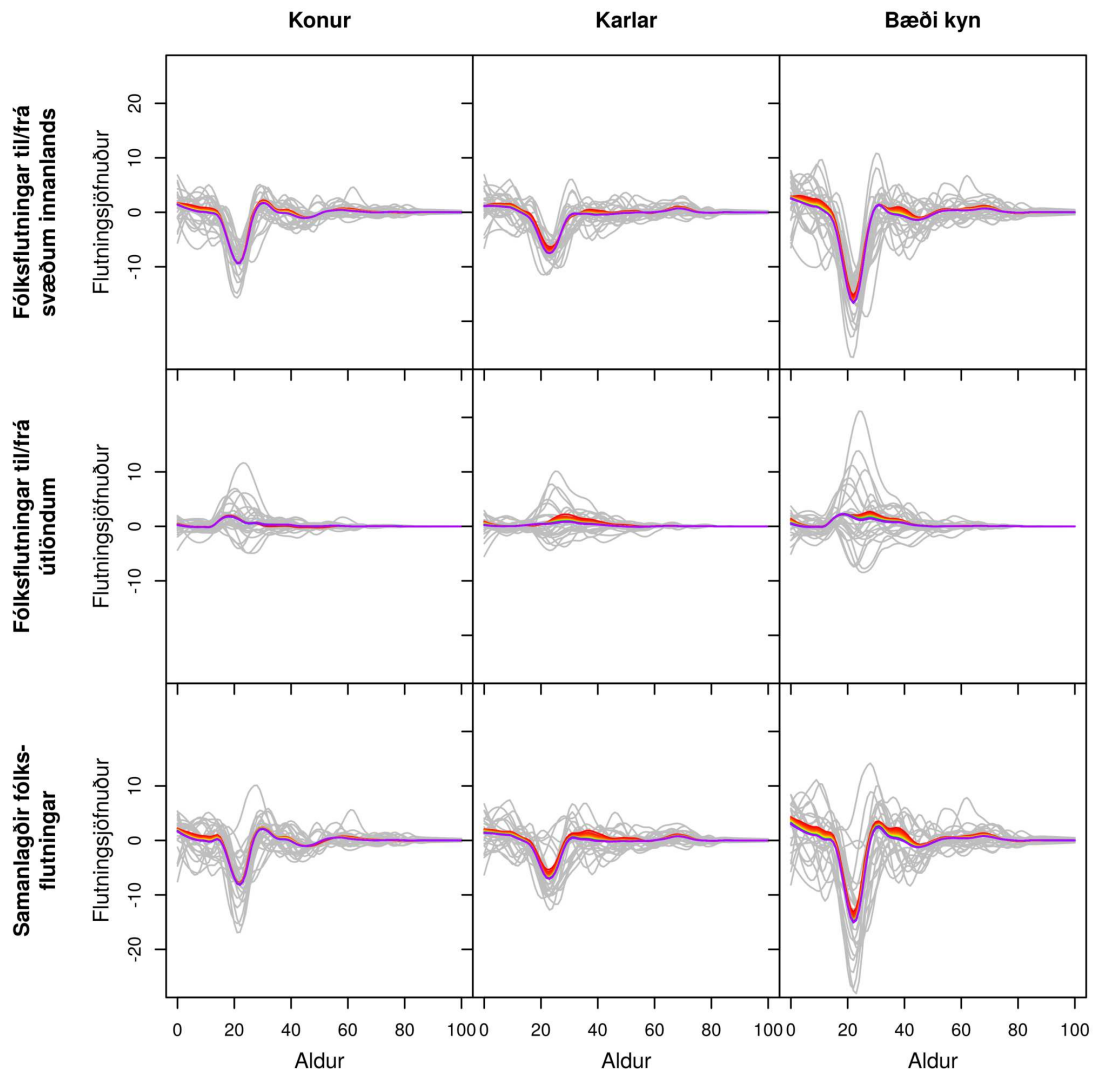 Konur
Karlar
Bæði kyn
Fólksflutningar til/frá
svæðum innanlands
Flutningsjöfnuður
20
10
0
-10
Fólksflutningar til/frá
útlöndum
Flutningsjöfnuður
10
0
-10
Samanlagðir fólks-
flutningar
Flutningsjöfnuður
10
0
-10
-20
0 20 40 60 80 100
0 20 40 60 80 100
0 20 40 60 80 100
Aldur
Aldur
Aldur